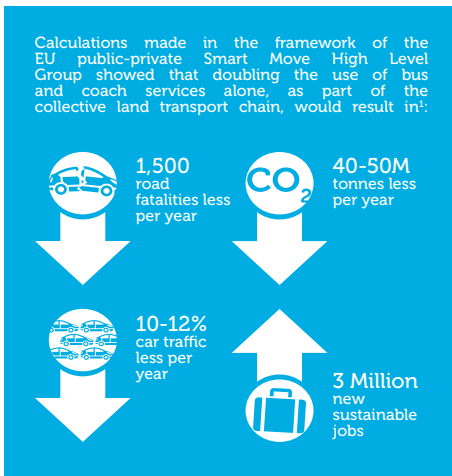 Calculations made in the framework of the
EU public-private Smart Move High Level
Group showed that doubling the use of bus
and coach services alone, as part of the
collective land transport chain, would result in¹:
1,500
road
fatalities less
per year
CO₂
40-50M
tonnes less
per year
10-12%
car traffic
less per
year
3 Million
new
sustainable
jobs